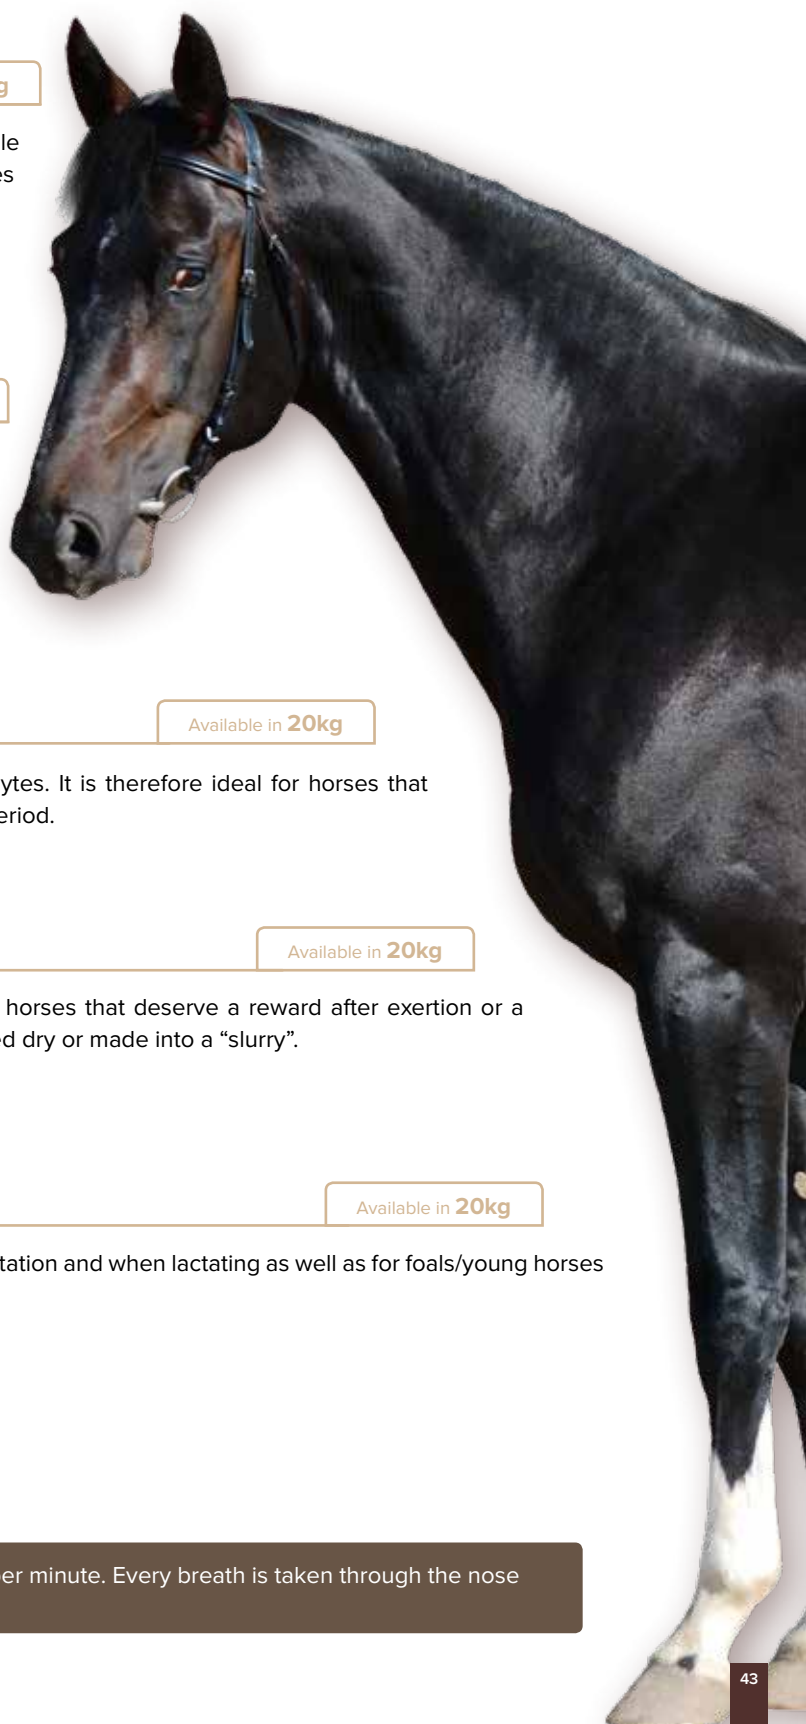 g
le
es
Available in 20kg
ytes. It is therefore ideal for horses that
eriod.
Available in 20kg
horses that deserve a reward after exertion or a
ed dry or made into a “slurry”.
Available in 20kg
tation and when lactating as well as for foals/young horses
er minute. Every breath is taken through the nose
43